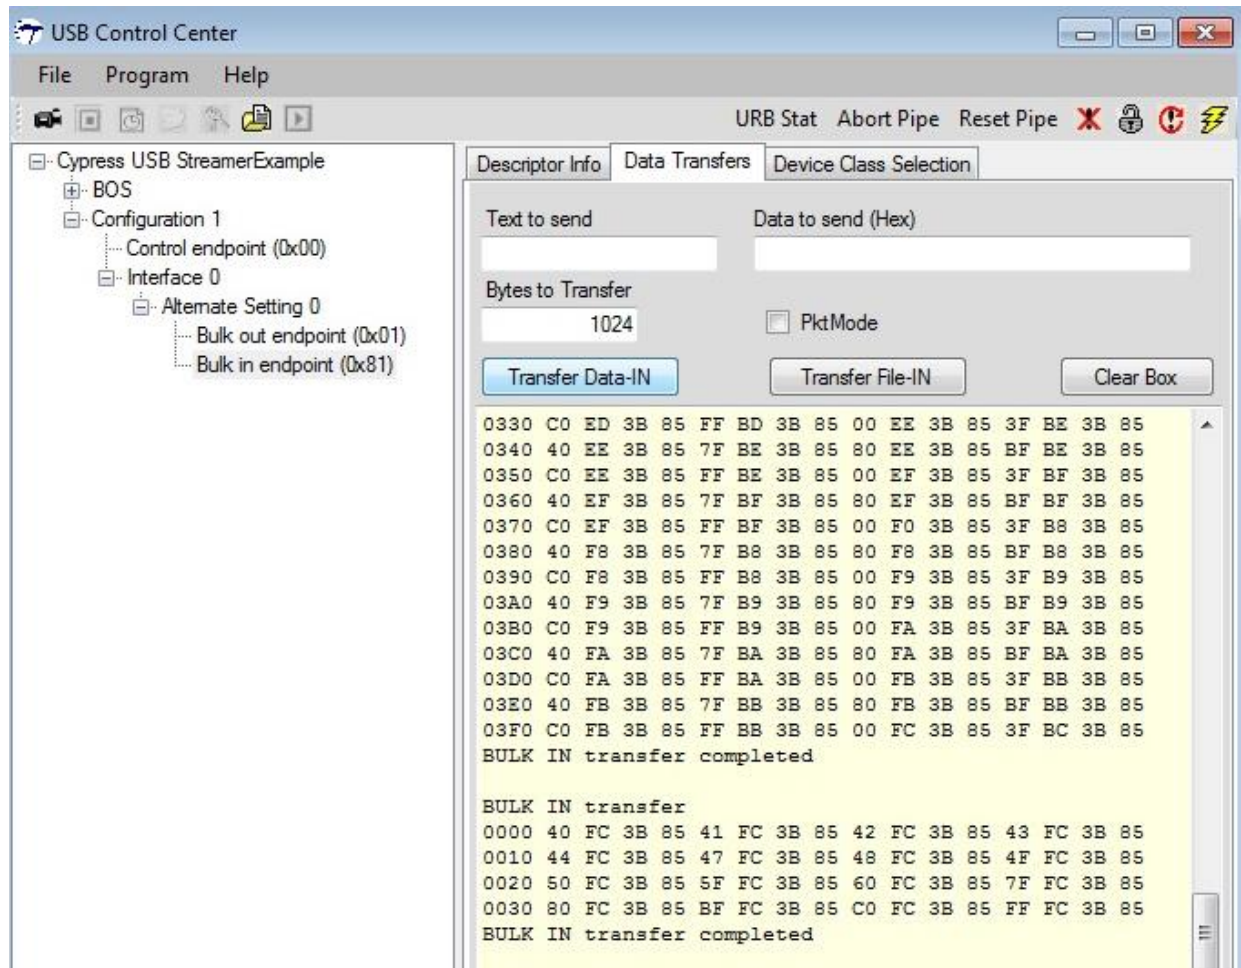 USB Control Center
File Program Help
URB Stat Abort Pipe Reset Pipe
Cypress USB StreamerExample
BOS
Configuration 1
Control endpoint (0x00)
Interface 0
Alternate Setting 0
Bulk out endpoint (0x01)
Bulk in endpoint (0x81)
Descriptor Info Data Transfers Device Class Selection
Text to send Data to send (Hex)
Bytes to Transfer
1024 PktMode
Transfer Data-IN Transfer File-IN Clear Box
0330 C0 ED 3B 85 FF BD 3B 85 00 EE 3B 85 3F BE 3B 85
0340 40 EE 3B 85 7F BE 3B 85 80 EE 3B 85 BF BE 3B 85
0350 C0 EE 3B 85 FF BE 3B 85 00 EF 3B 85 3F BF 3B 85
0360 40 EF 3B 85 7F BF 3B 85 80 EF 3B 85 BF BF 3B 85
0370 C0 EF 3B 85 FF BF 3B 85 00 F0 3B 85 3F B8 3B 85
0380 40 F8 3B 85 7F B8 3B 85 80 F8 3B 85 BF B8 3B 85
0390 C0 F8 3B 85 FF B8 3B 85 00 F9 3B 85 3F B9 3B 85
03A0 40 F9 3B 85 7F B9 3B 85 80 F9 3B 85 BF B9 3B 85
03B0 C0 F9 3B 85 FF B9 3B 85 00 FA 3B 85 3F BA 3B 85
03C0 40 FA 3B 85 7F BA 3B 85 80 FA 3B 85 BF BA 3B 85
03D0 C0 FA 3B 85 FF BA 3B 85 00 FB 3B 85 3F BB 3B 85
03E0 40 FB 3B 85 7F BB 3B 85 80 FB 3B 85 BF BB 3B 85
03F0 C0 FB 3B 85 FF BB 3B 85 00 FC 3B 85 3F BC 3B 85
BULK IN transfer completed
BULK IN transfer
0000 40 FC 3B 85 41 FC 3B 85 42 FC 3B 85 43 FC 3B 85
0010 44 FC 3B 85 47 FC 3B 85 48 FC 3B 85 4F FC 3B 85
0020 50 FC 3B 85 5F FC 3B 85 60 FC 3B 85 7F FC 3B 85
0030 80 FC 3B 85 BF FC 3B 85 C0 FC 3B 85 FF FC 3B 85
BULK IN transfer completed